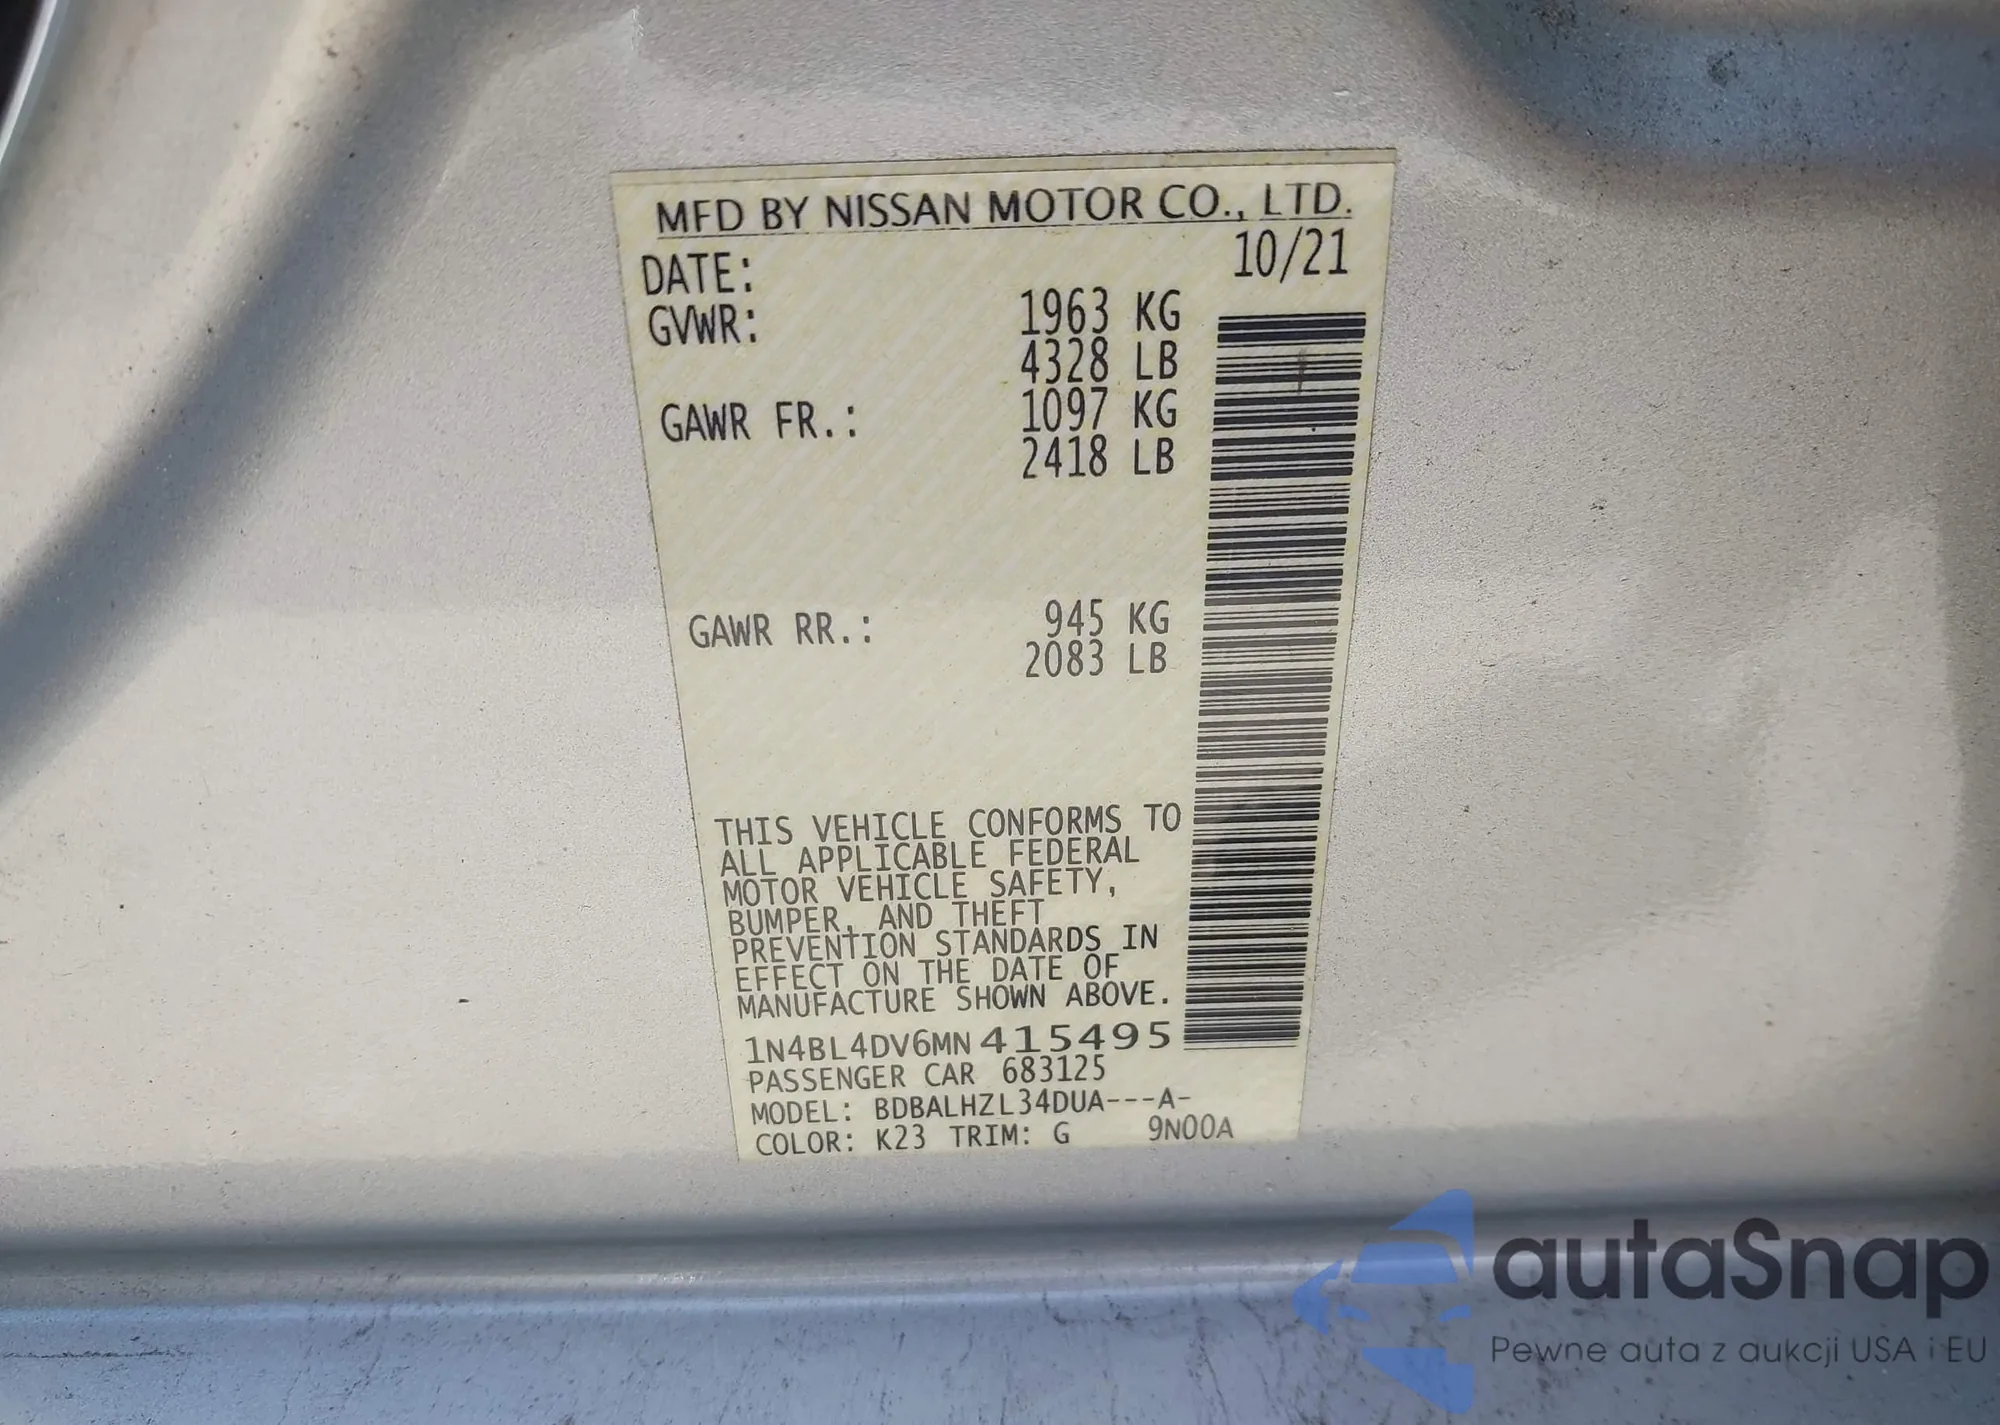 MFD BY NISSAN MOTOR CO., LTD.
DATE: 10/21
GVWR: 1963 KG
4328 LB
GAWR FR.: 1097 KG
2418 LB
GAWR RR.: 945 KG
2083 LB
THIS VEHICLE CONFORMS TO
ALL APPLICABLE FEDERAL
MOTOR VEHICLE SAFETY,
BUMPER, AND THEFT
PREVENTION STANDARDS IN
EFFECT ON THE DATE OF
MANUFACTURE SHOWN ABOVE.
1N4BL4DV6MN415495
PASSENGER CAR 683125
MODEL: BDBALHZL34DUA---A-
COLOR: K23 TRIM: G 9N00A
autoSnap
Pewne auta z aukcji USA i EU